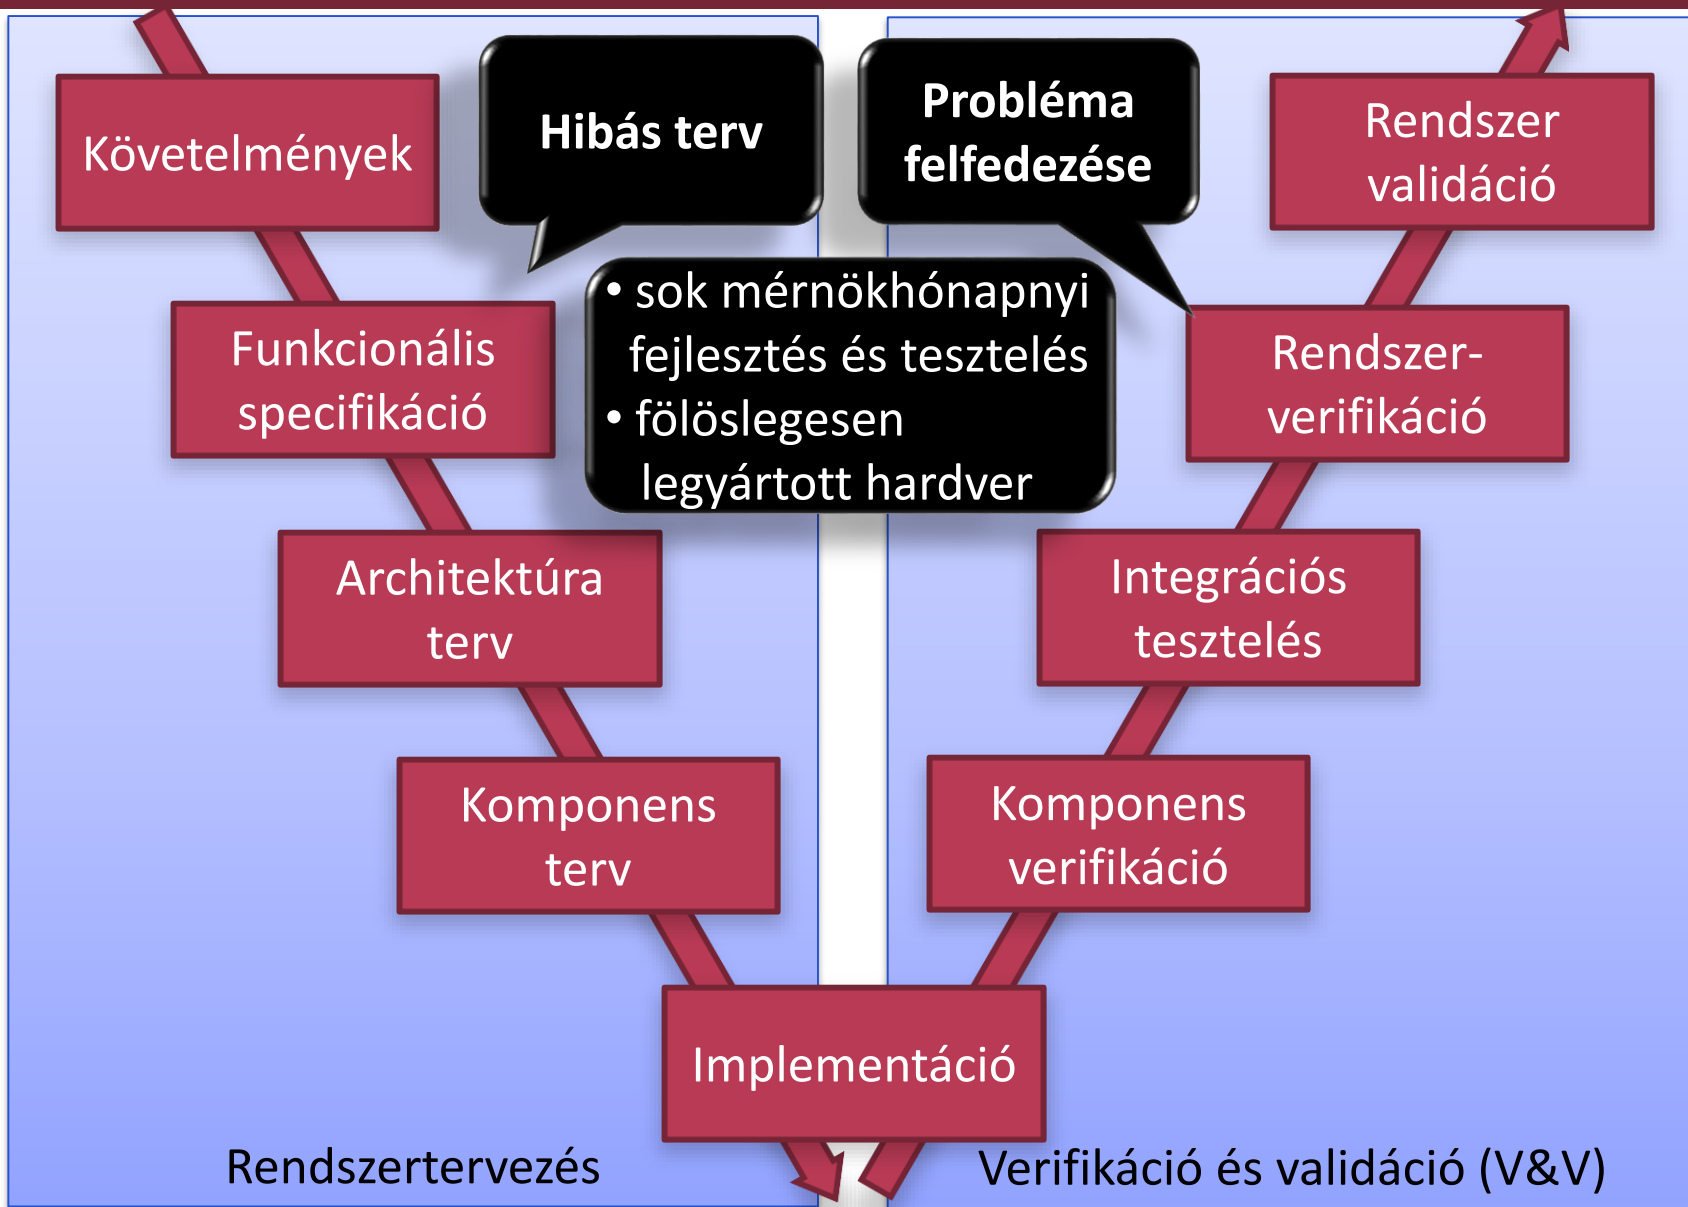 Követelmények
Hibás terv
Probléma
felfedezése
Rendszer
validáció
Funkcionális
specifikáció
• sok mérnökhónapnyi
fejlesztés és tesztelés
• fölöslegesen
legyártott hardver
Rendszer-
verifikáció
Architektúra
terv
Integrációs
tesztelés
Komponens
terv
Komponens
verifikáció
Implementáció
Rendszertervezés
Verifikáció és validáció (V&V)